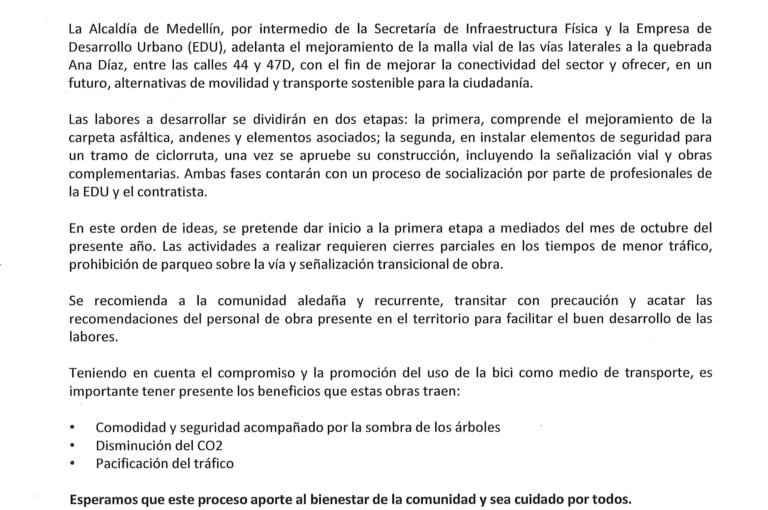 La Alcaldía de Medellín, por intermedio de la Secretaría de Infraestructura Física y la Empresa de
Desarrollo Urbano (EDU), adelanta el mejoramiento de la malla vial de las vías laterales a la quebrada
Ana Díaz, entre las calles 44 y 47D, con el fin de mejorar la conectividad del sector y ofrecer, en un
futuro, alternativas de movilidad y transporte sostenible para la ciudadanía.
Las labores a desarrollar se dividirán en dos etapas: la primera, comprende el mejoramiento de la
carpeta asfáltica, andenes y elementos asociados; la segunda, en instalar elementos de seguridad para
un tramo de ciclorruta, una vez se apruebe su construcción, incluyendo la señalización vial y obras
complementarias. Ambas fases contarán con un proceso de socialización por parte de profesionales de
la EDU y el contratista.
En este orden de ideas, se pretende dar inicio a la primera etapa a mediados del mes de octubre del
presente año. Las actividades a realizar requieren cierres parciales en los tiempos de menor tráfico,
prohibición de parqueo sobre la vía y señalización transicional de obra.
Se recomienda a la comunidad aledaña y recurrente, transitar con precaución y acatar las
recomendaciones del personal de obra presente en el territorio para facilitar el buen desarrollo de las
labores.
Teniendo en cuenta el compromiso y la promoción del uso de la bici como medio de transporte, es
importante tener presente los beneficios que estas obras traen:
• Comodidad y seguridad acompañado por la sombra de los árboles
• Disminución del CO2
• Pacificación del tráfico
Esperamos que este proceso aporte al bienestar de la comunidad y sea cuidado por todos.